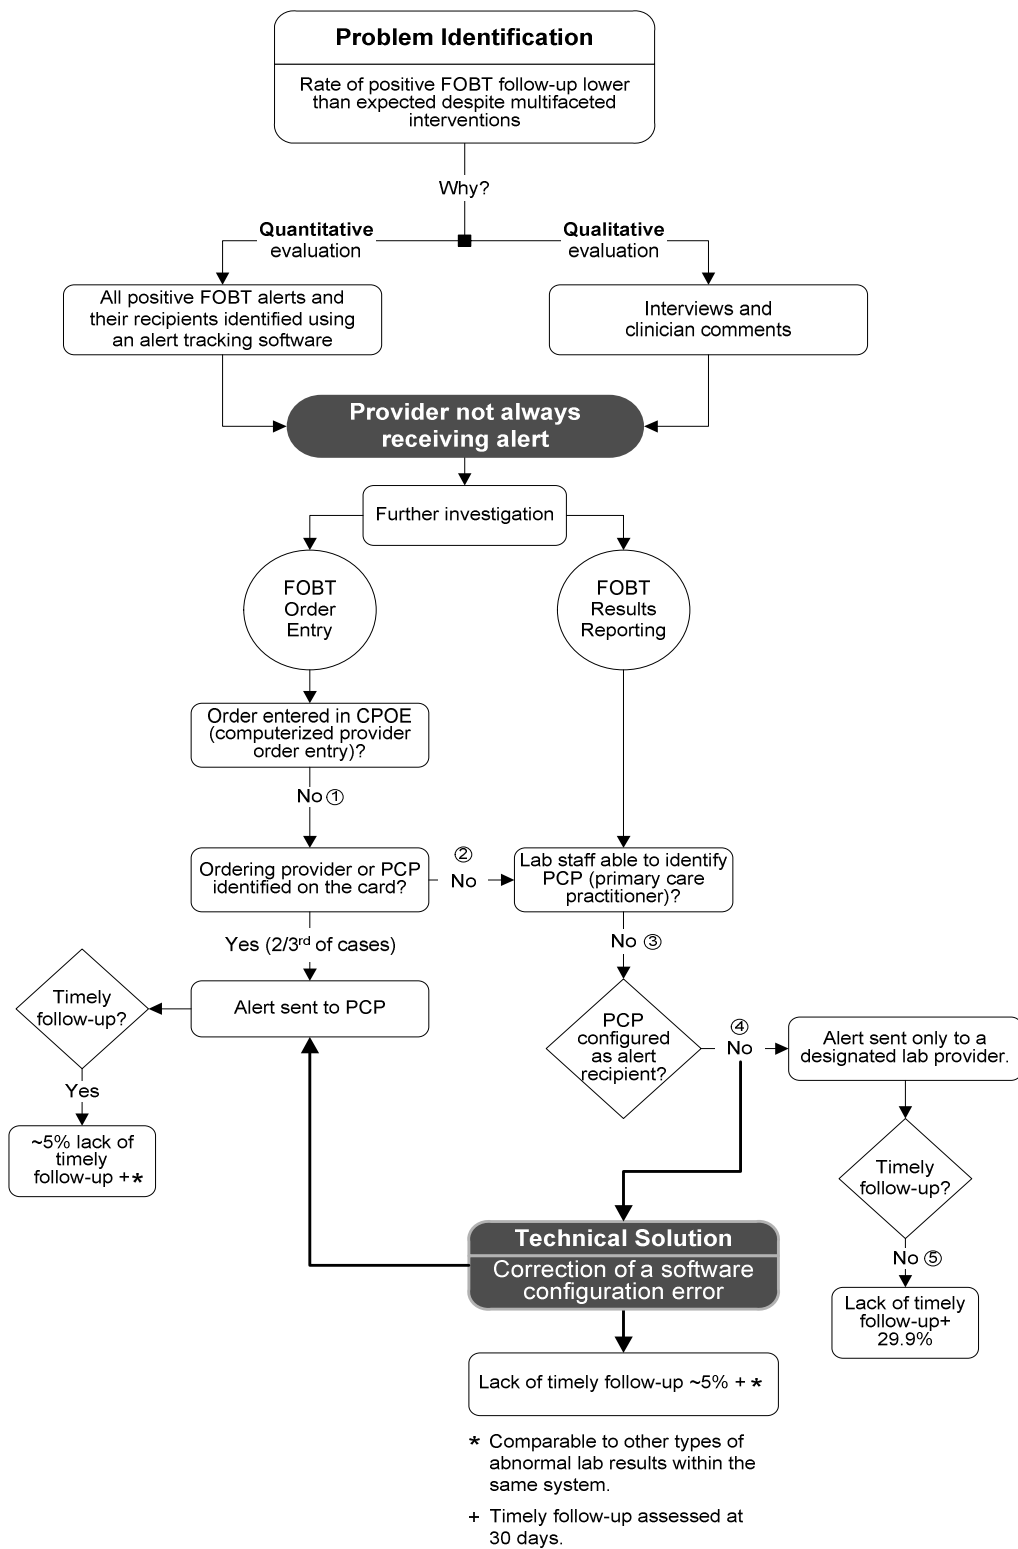 Problem Identification
Rate of positive FOBT follow-up lower
than expected despite multifaceted
interventions
Why?
Quantitative
evaluation
Qualitative
evaluation
All positive FOBT alerts and
their recipients identified using
an alert tracking software
Interviews and
clinician comments
Provider not always
receiving alert
Further investigation
FOBT
Order
Entry
FOBT
Results
Reporting
Order entered in CPOE
(computerized provider
order entry)?
No ①
Ordering provider or PCP
identified on the card?
②
No
Lab staff able to identify
PCP (primary care
practitioner)?
Yes (2/3rd of cases)
No ③
Timely
follow-up?
Alert sent to PCP
PCP
configured
as alert
recipient?
④
No
Alert sent only to a
designated lab provider.
Yes
~5% lack of
timely
follow-up +*
Timely
follow-up?
Technical Solution
Correction of a software
configuration error
No ⑤
Lack of timely
follow-up+
29.9%
Lack of timely follow-up ~5% + *
* Comparable to other types of
abnormal lab results within the
same system.
+ Timely follow-up assessed at
30 days.